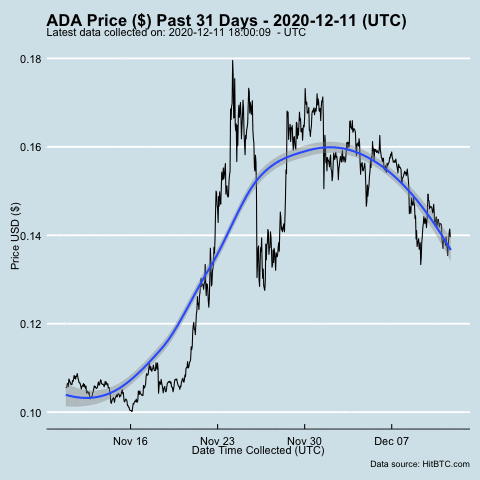 ADA Price ($) Past 31 Days - 2020-12-11 (UTC)
Latest data collected on: 2020-12-11 18:00:09 - UTC
Price USD ($)
0.18
0.16
0.14
0.12
0.10
Nov 16 Nov 23 Nov 30 Dec 07
Date Time Collected (UTC)
Data source: HitBTC.com